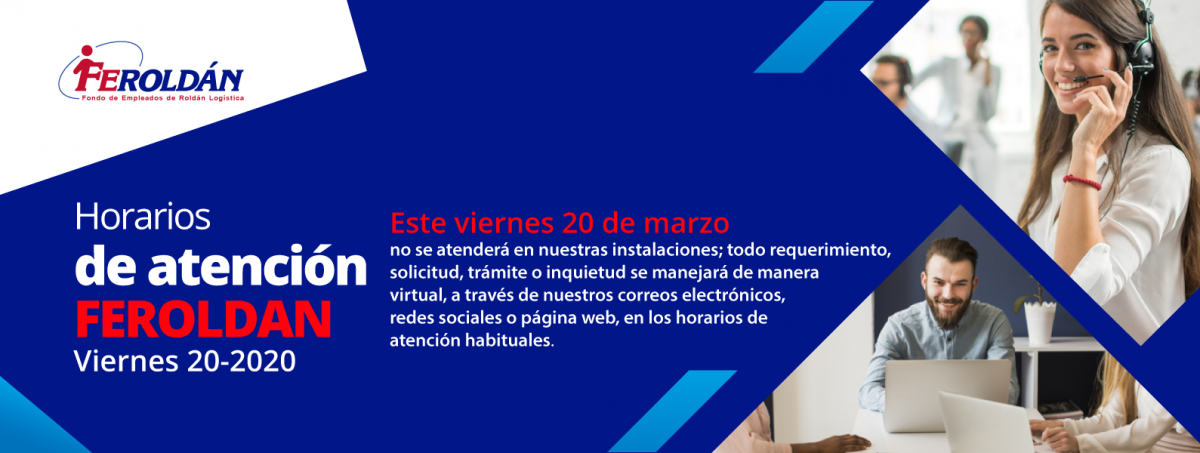 FEROLDÁN
Fondo de Empleados de Roldán Logística
Horarios
de atención
FEROLDAN
Viernes 20-2020
Este viernes 20 de marzo
no se atenderá en nuestras instalaciones; todo requerimiento,
solicitud, trámite o inquietud se manejará de manera
virtual, a través de nuestros correos electrónicos,
redes sociales o página web, en los horarios de
atención habituales.